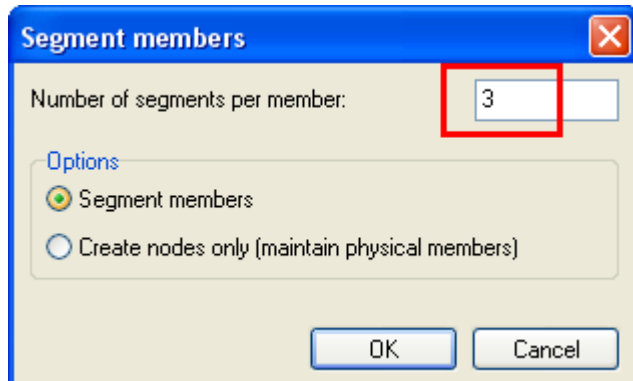 Segment members
Number of segments per member: 3
Options
Segment members
Create nodes only (maintain physical members)
OK Cancel